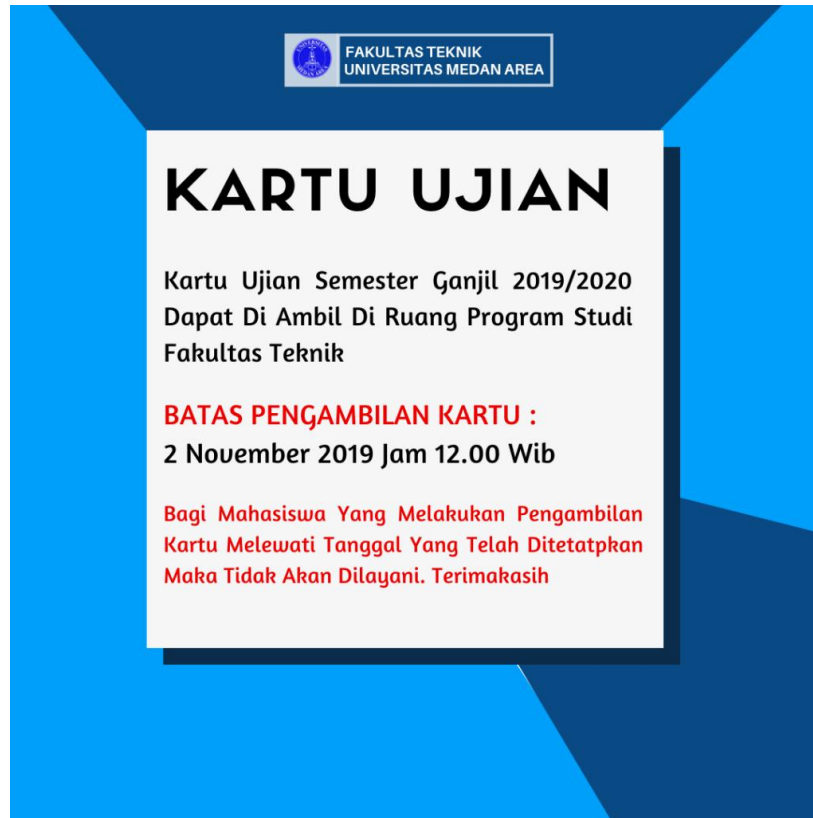 FAKULTAS TEKNIK
UNIVERSITAS MEDAN AREA
KARTU UJIAN
Kartu Ujian Semester Ganjil 2019/2020
Dapat Di Ambil Di Ruang Program Studi
Fakultas Teknik
BATAS PENGAMBILAN KARTU :
2 November 2019 Jam 12.00 Wib
Bagi Mahasiswa Yang Melakukan Pengambilan
Kartu Melewati Tanggal Yang Telah Ditetatpkan
Maka Tidak Akan Dilayani. Terimakasih